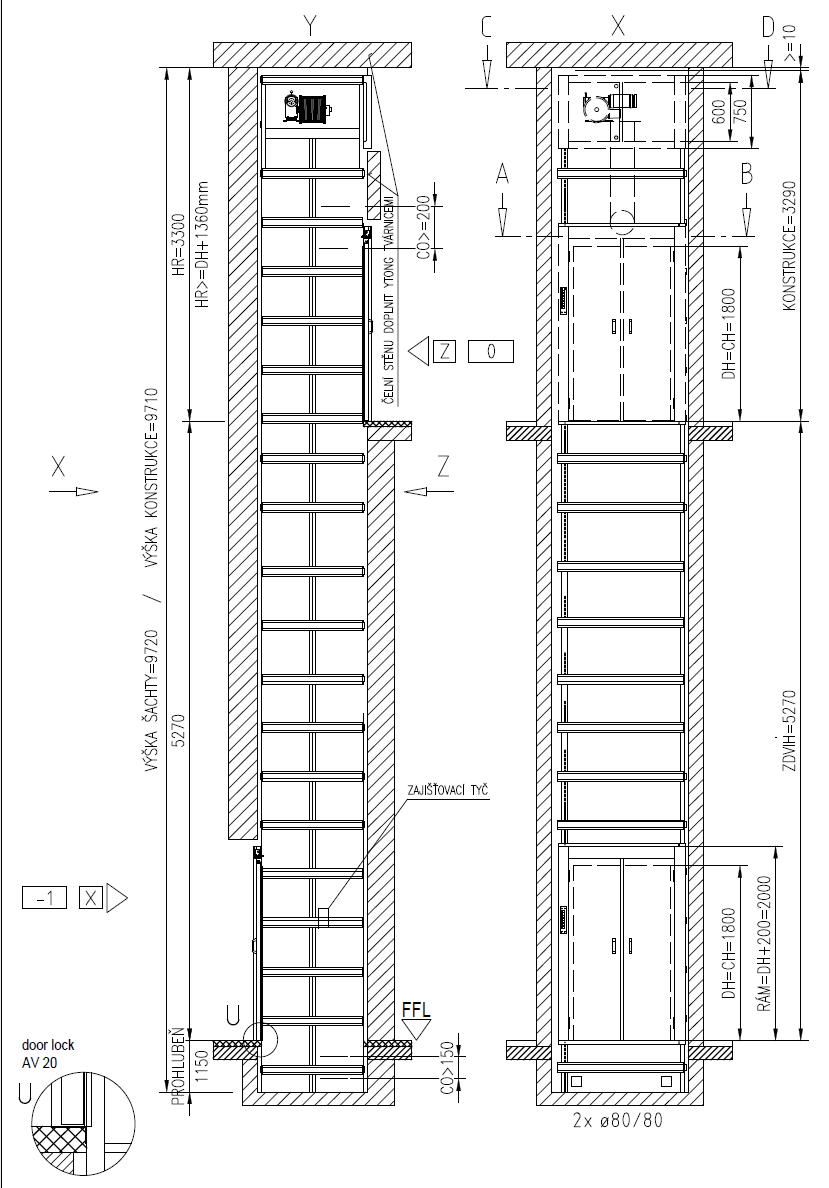 Y
C
X
D
>=10
600
750
A
B
HR=3300
HR>=DH+1360mm
CO>=200
ČELNÍ STĚNU DOPLNIT YTONG TVÁRNICEMI
KONSTRUKCE=3290
DH=CH=1800
Z
0
X
Z
VÝŠKA ŠACHTY=9720 / VÝŠKA KONSTRUKCE=9710
5270
ZDVIH=5270
ZAJIŠŤOVACÍ TYČ
-1
X
DH=CH=1800
RÁM=DH+200=2000
U
FFL
door lock
AV 20
U
PROHLUBEŇ
1150
CO>150
2x ø80/80